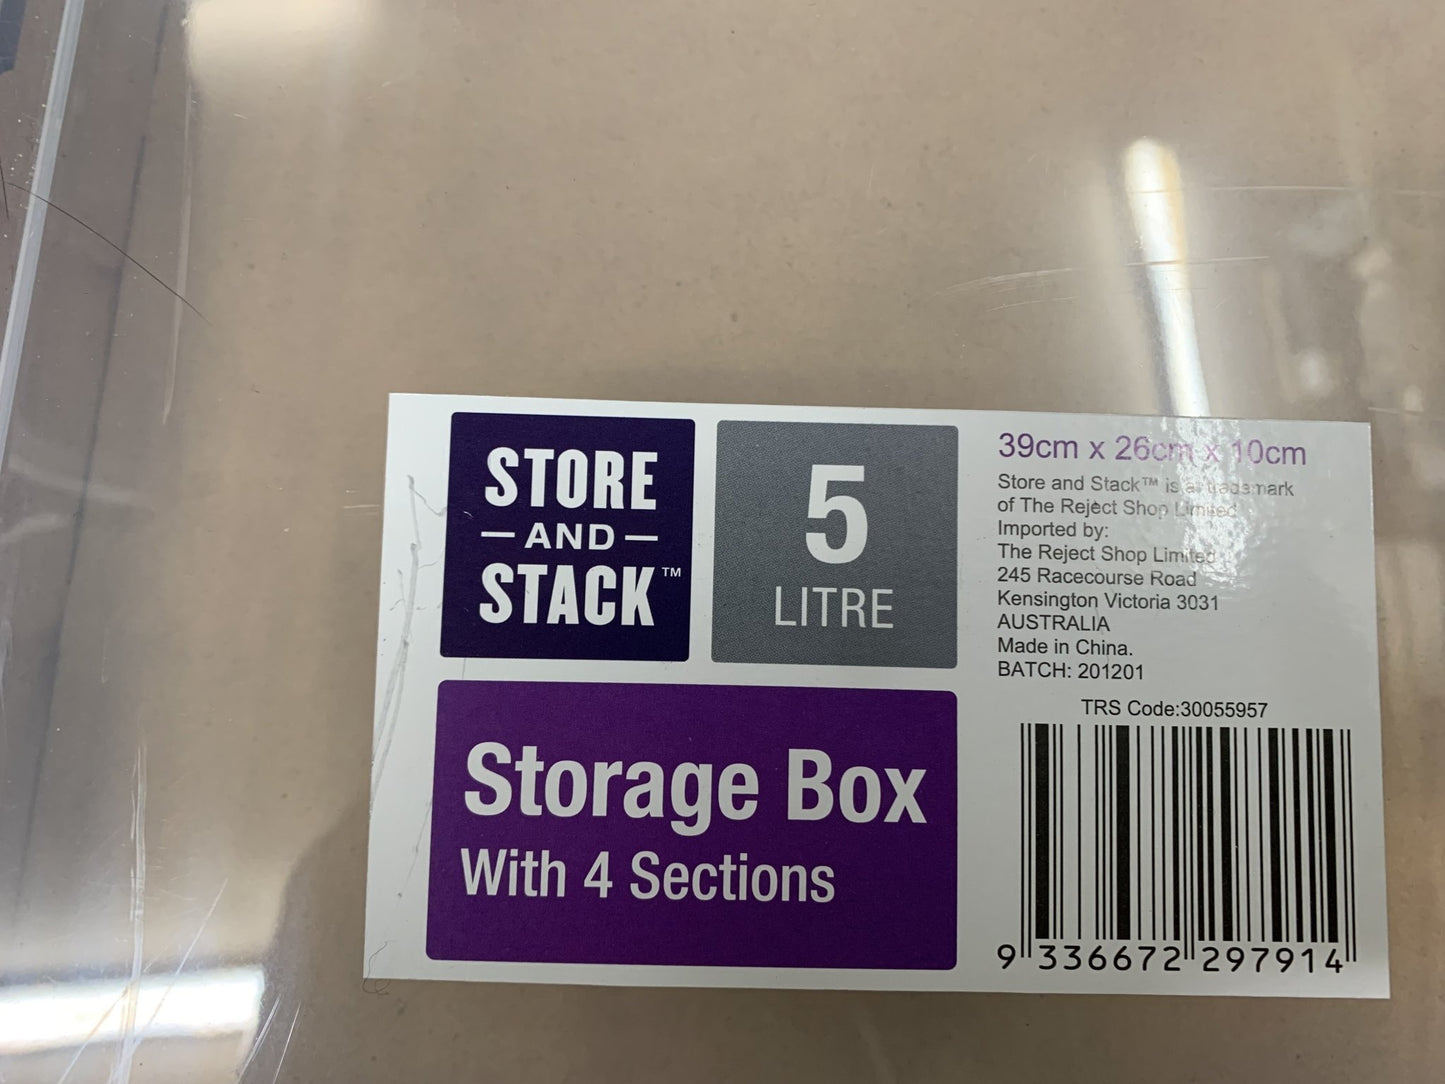 STORE
AND
STACK™
5
LITRE
Storage Box
With 4 Sections
39cm x 26cm x 10cm
Store and Stack™ is a trademark
of The Reject Shop Limited
Imported by:
The Reject Shop Limited
245 Racecourse Road
Kensington Victoria 3031
AUSTRALIA
Made in China.
BATCH: 201201
TRS Code:30055957
9 336672 297914